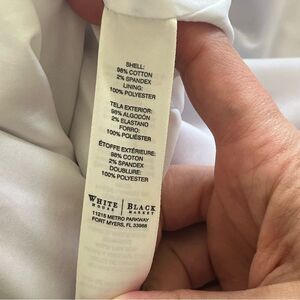 SHELL:
98% COTTON
2% SPANDEX
LINING:
100% POLYESTER
TELA EXTERIOR:
98% ALGODÓN
2% ELASTANO
FORRO:
100% POLIÉSTER
ÉTOFFE EXTÉRIEURE:
98% COTON
2% SPANDEX
DOUBLURE:
100% POLYESTER
WHITE HOUSE | BLACK MARKET
11215 METRO PARKWAY
FORT MYERS, FL 33966